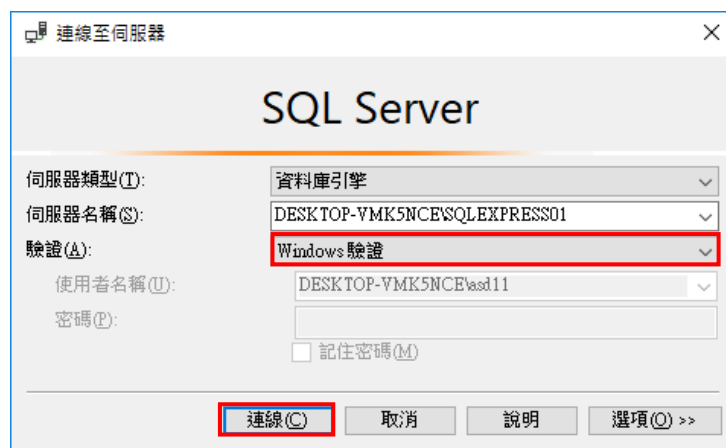 連線至伺服器
SQL Server
伺服器類型(T): 資料庫引擎
伺服器名稱(S): DESKTOP-VMK5NCE\SQLEXPRESS01
驗證(A): Windows 驗證
使用者名稱(U): DESKTOP-VMK5NCE\asd11
密碼(P):
記住密碼(M)
連線(C) 取消 說明 選項(O) >>